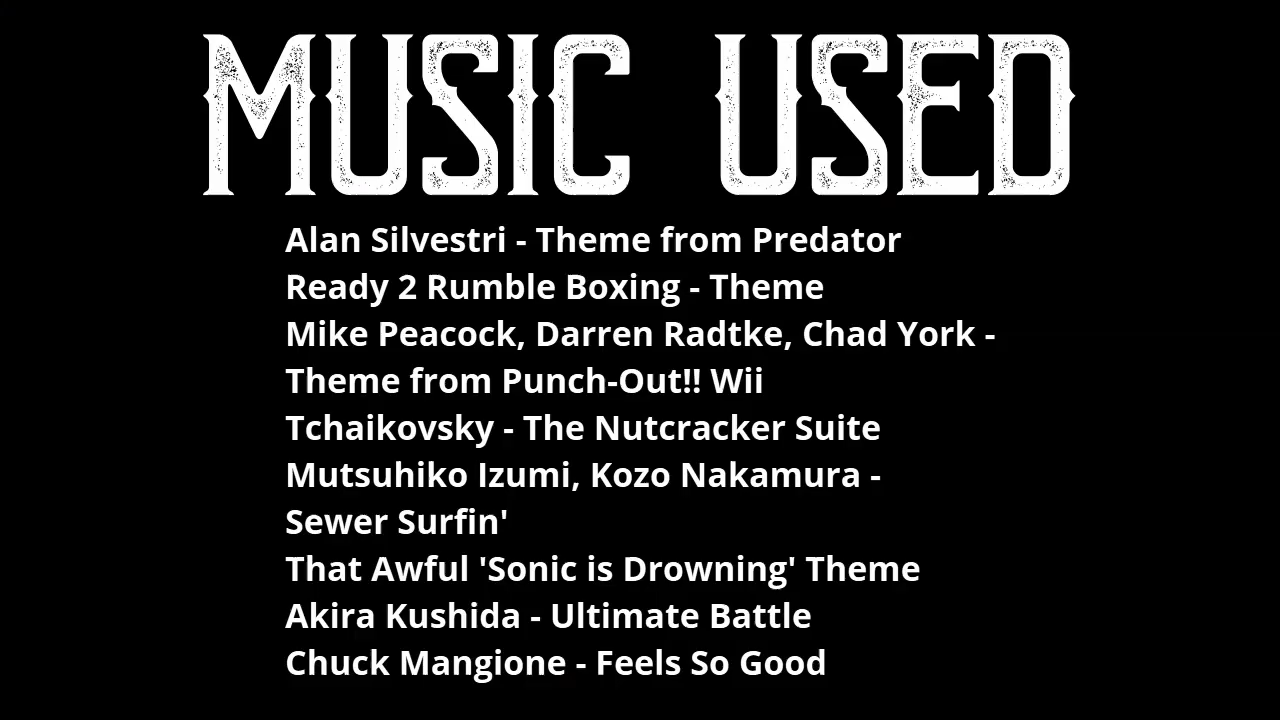 MUSIC USED
Alan Silvestri - Theme from Predator
Ready 2 Rumble Boxing - Theme
Mike Peacock, Darren Radtke, Chad York -
Theme from Punch-Out!! Wii
Tchaikovsky - The Nutcracker Suite
Mutsuhiko Izumi, Kozo Nakamura -
Sewer Surfin'
That Awful 'Sonic is Drowning' Theme
Akira Kushida - Ultimate Battle
Chuck Mangione - Feels So Good